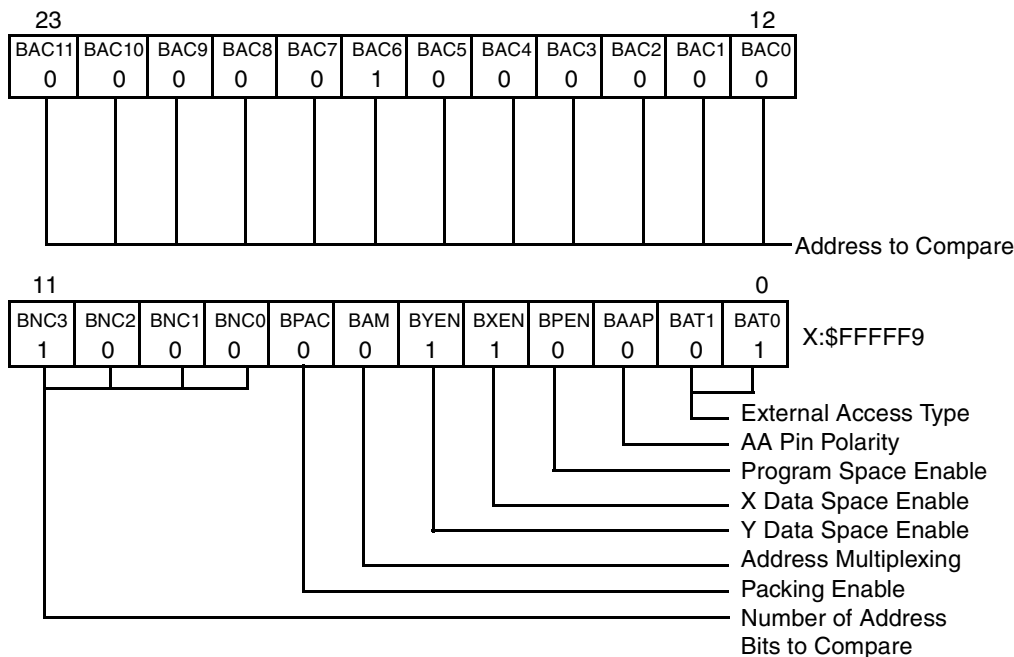 23 12
BAC11 BAC10 BAC9 BAC8 BAC7 BAC6 BAC5 BAC4 BAC3 BAC2 BAC1 BAC0
0 0 0 0 0 1 0 0 0 0 0 0
Address to Compare
11 0
BNC3 BNC2 BNC1 BNC0 BPAC BAM BYEN BXEN BPEN BAAP BAT1 BAT0
1 0 0 0 0 0 1 1 0 0 0 1
X:$FFFFF9
External Access Type
AA Pin Polarity
Program Space Enable
X Data Space Enable
Y Data Space Enable
Address Multiplexing
Packing Enable
Number of Address
Bits to Compare